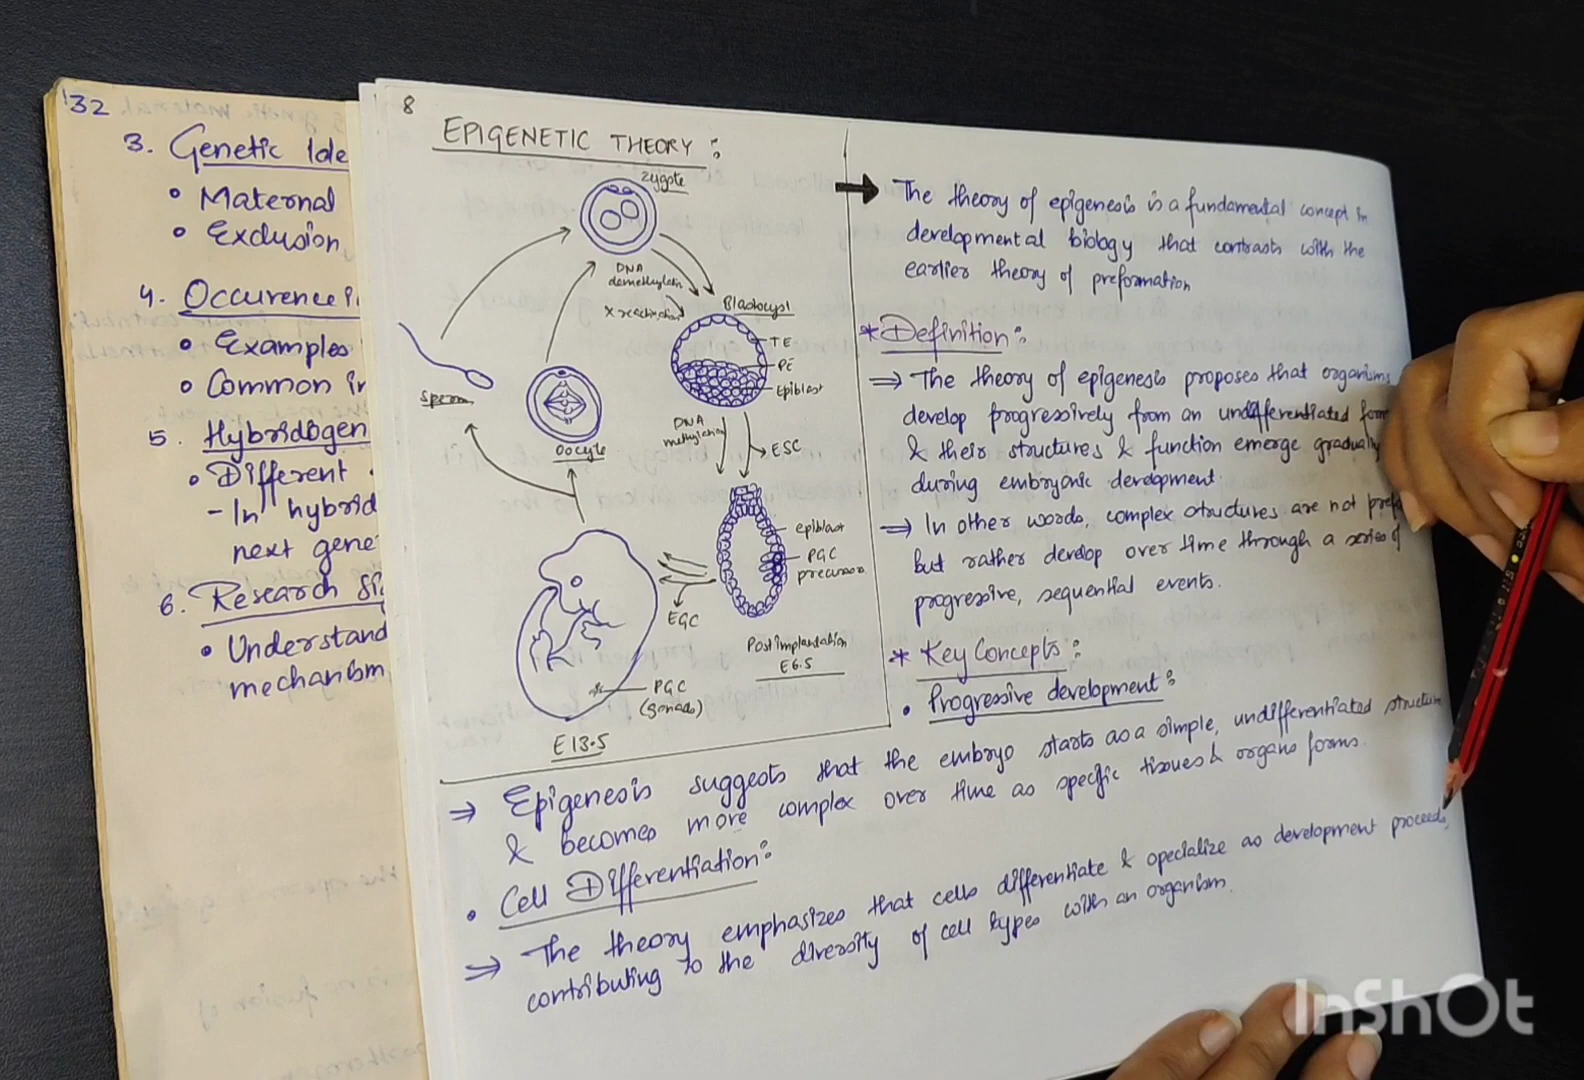 132
3. Genetic Ide
• Maternal
• Exclusion,
4. Occurence i
• Examples
• Common in
5. Hybridogen
• Different
- In hybrid
next gene
6. Research Si
• Understand
mechanism
8
EPIGENETIC THEORY :
zygote
DNA
demethylation
X reactivation
Blastocyst
TE
PE
Epiblast
sperm
oocyte
DNA
methylation
ESC
epiblast
PGC
precursor
EGC
Post implantation
E6.5
PGC
(gonads)
E13.5
→ The theory of epigenesis is a fundamental concept in
developmental biology that contrasts with the
earlier theory of preformation
* Definition :
⇒ The theory of epigenesis proposes that organisms
develop progressively from an undifferentiated form
& their structures & function emerge gradually
during embryonic development.
⇒ In other words, complex structures are not pref
but rather develop over time through a series of
progressive, sequential events.
* Key Concepts :
• Progressive development :
⇒ Epigenesis suggests that the embryo starts as a simple, undifferentiated structure
& becomes more complex over time as specific tissues & organs forms.
• Cell Differentiation :
⇒ The theory emphasizes that cells differentiate & specialize as development proceeds,
contributing to the diversity of cell types with an organism.
InShOt